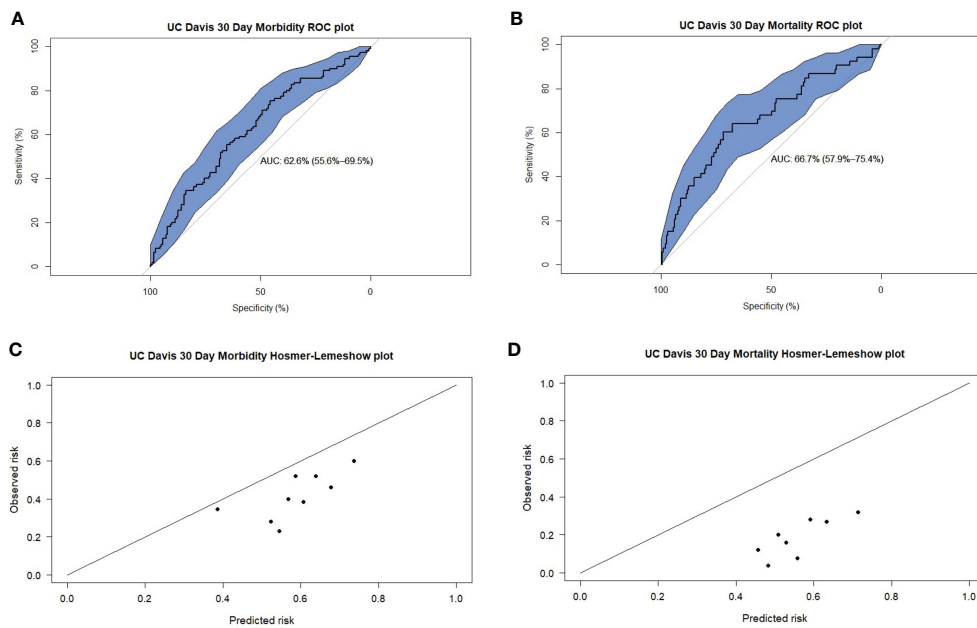 A
UC Davis 30 Day Morbidity ROC plot
Sensitivity (%)
100
80
60
40
20
0
AUC: 62.6% (55.6%–69.5%)
100
50
0
Specificity (%)
B
UC Davis 30 Day Mortality ROC plot
Sensitivity (%)
100
80
60
40
20
0
AUC: 66.7% (57.9%–75.4%)
100
50
0
Specificity (%)
C
UC Davis 30 Day Morbidity Hosmer-Lemeshow plot
Observed risk
1.0
0.8
0.6
0.4
0.2
0.0
0.0
0.2
0.4
0.6
0.8
1.0
Predicted risk
D
UC Davis 30 Day Mortality Hosmer-Lemeshow plot
Observed risk
1.0
0.8
0.6
0.4
0.2
0.0
0.0
0.2
0.4
0.6
0.8
1.0
Predicted risk